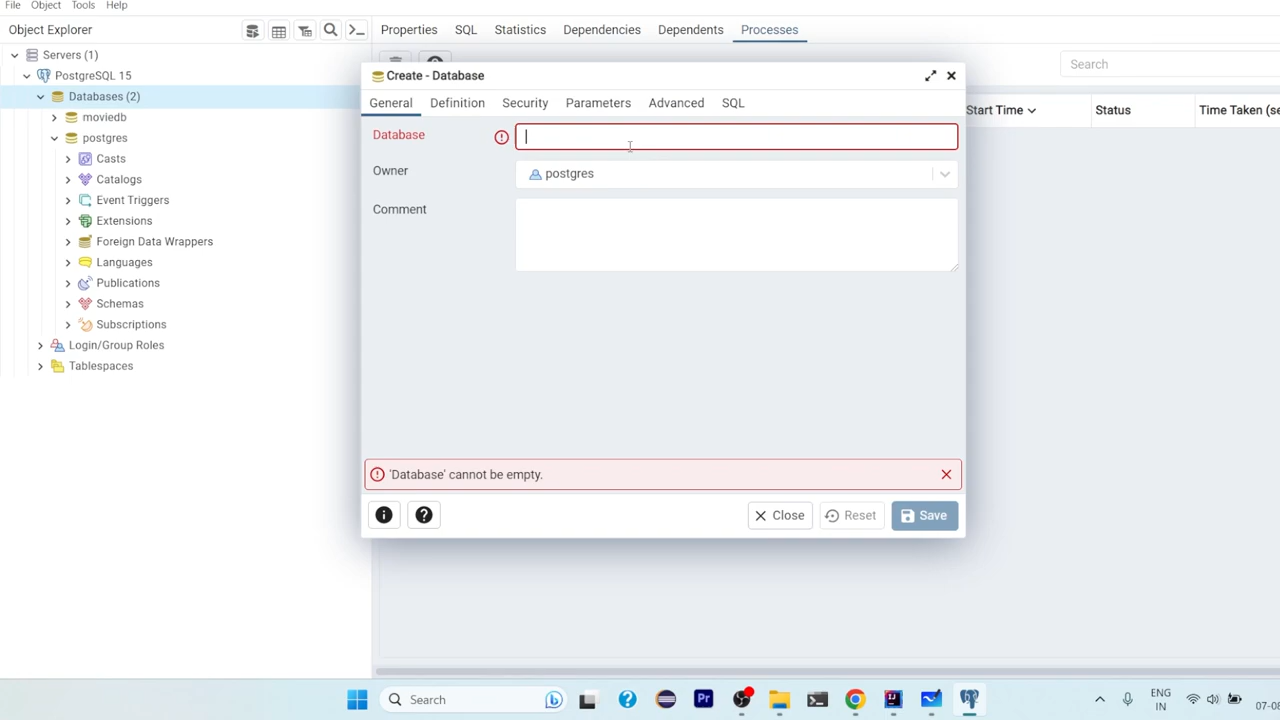 File Object Tools Help
Object Explorer
Properties SQL Statistics Dependencies Dependents Processes
Servers (1)
PostgreSQL 15
Databases (2)
moviedb
postgres
Casts
Catalogs
Event Triggers
Extensions
Foreign Data Wrappers
Languages
Publications
Schemas
Subscriptions
Login/Group Roles
Tablespaces
Search
Start Time Status Time Taken (se
Create - Database
General Definition Security Parameters Advanced SQL
Database
Owner postgres
Comment
'Database' cannot be empty.
Close Reset Save
Search
Pr
ENG
IN
07-0